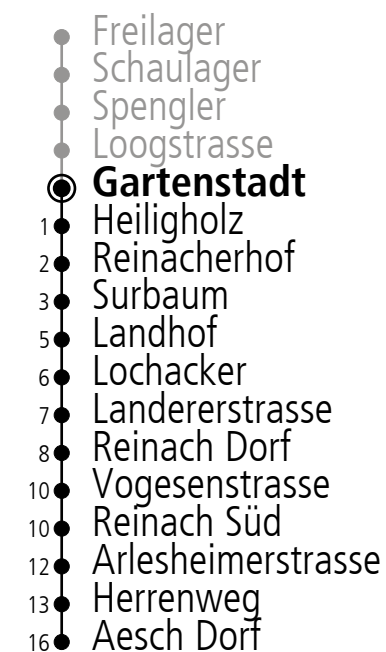 Freilager
Schaulager
Spengler
Loogstrasse
Gartenstadt
1 Heiligholz
2 Reinacherhof
3 Surbaum
5 Landhof
6 Lochacker
7 Landererstrasse
8 Reinach Dorf
10 Vogesenstrasse
10 Reinach Süd
12 Arlesheimerstrasse
13 Herrenweg
16 Aesch Dorf